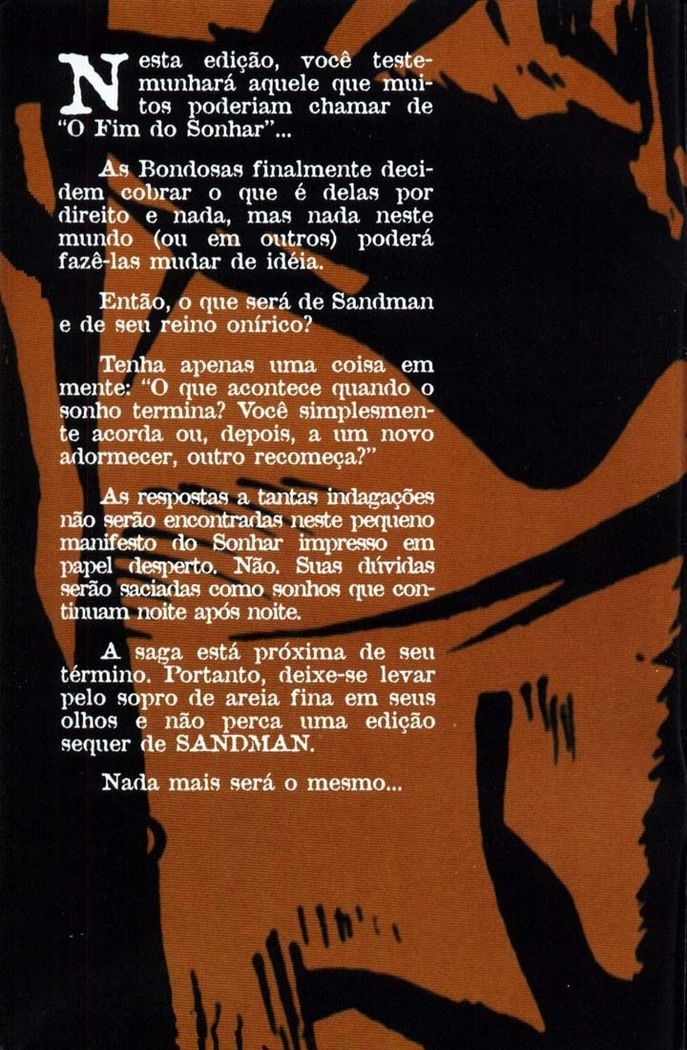 Nesta edição, você teste-
munhará aquele que mui-
tos poderiam chamar de
“O Fim do Sonhar”...
As Bondosas finalmente deci-
dem cobrar o que é delas por
direito e nada, mas nada neste
mundo (ou em outros) poderá
fazê-las mudar de idéia.
Então, o que será de Sandman
e de seu reino onírico?
Tenha apenas uma coisa em
mente: “O que acontece quando o
sonho termina? Você simplesmen-
te acorda ou, depois, a um novo
adormecer, outro recomeça?”
As respostas a tantas indagações
não serão encontradas neste pequeno
manifesto do Sonhar impresso em
papel desperto. Não. Suas dúvidas
serão saciadas como sonhos que con-
tinuam noite após noite.
A saga está próxima de seu
término. Portanto, deixe-se levar
pelo sopro de areia fina em seus
olhos e não perca uma edição
sequer de SANDMAN.
Nada mais será o mesmo...